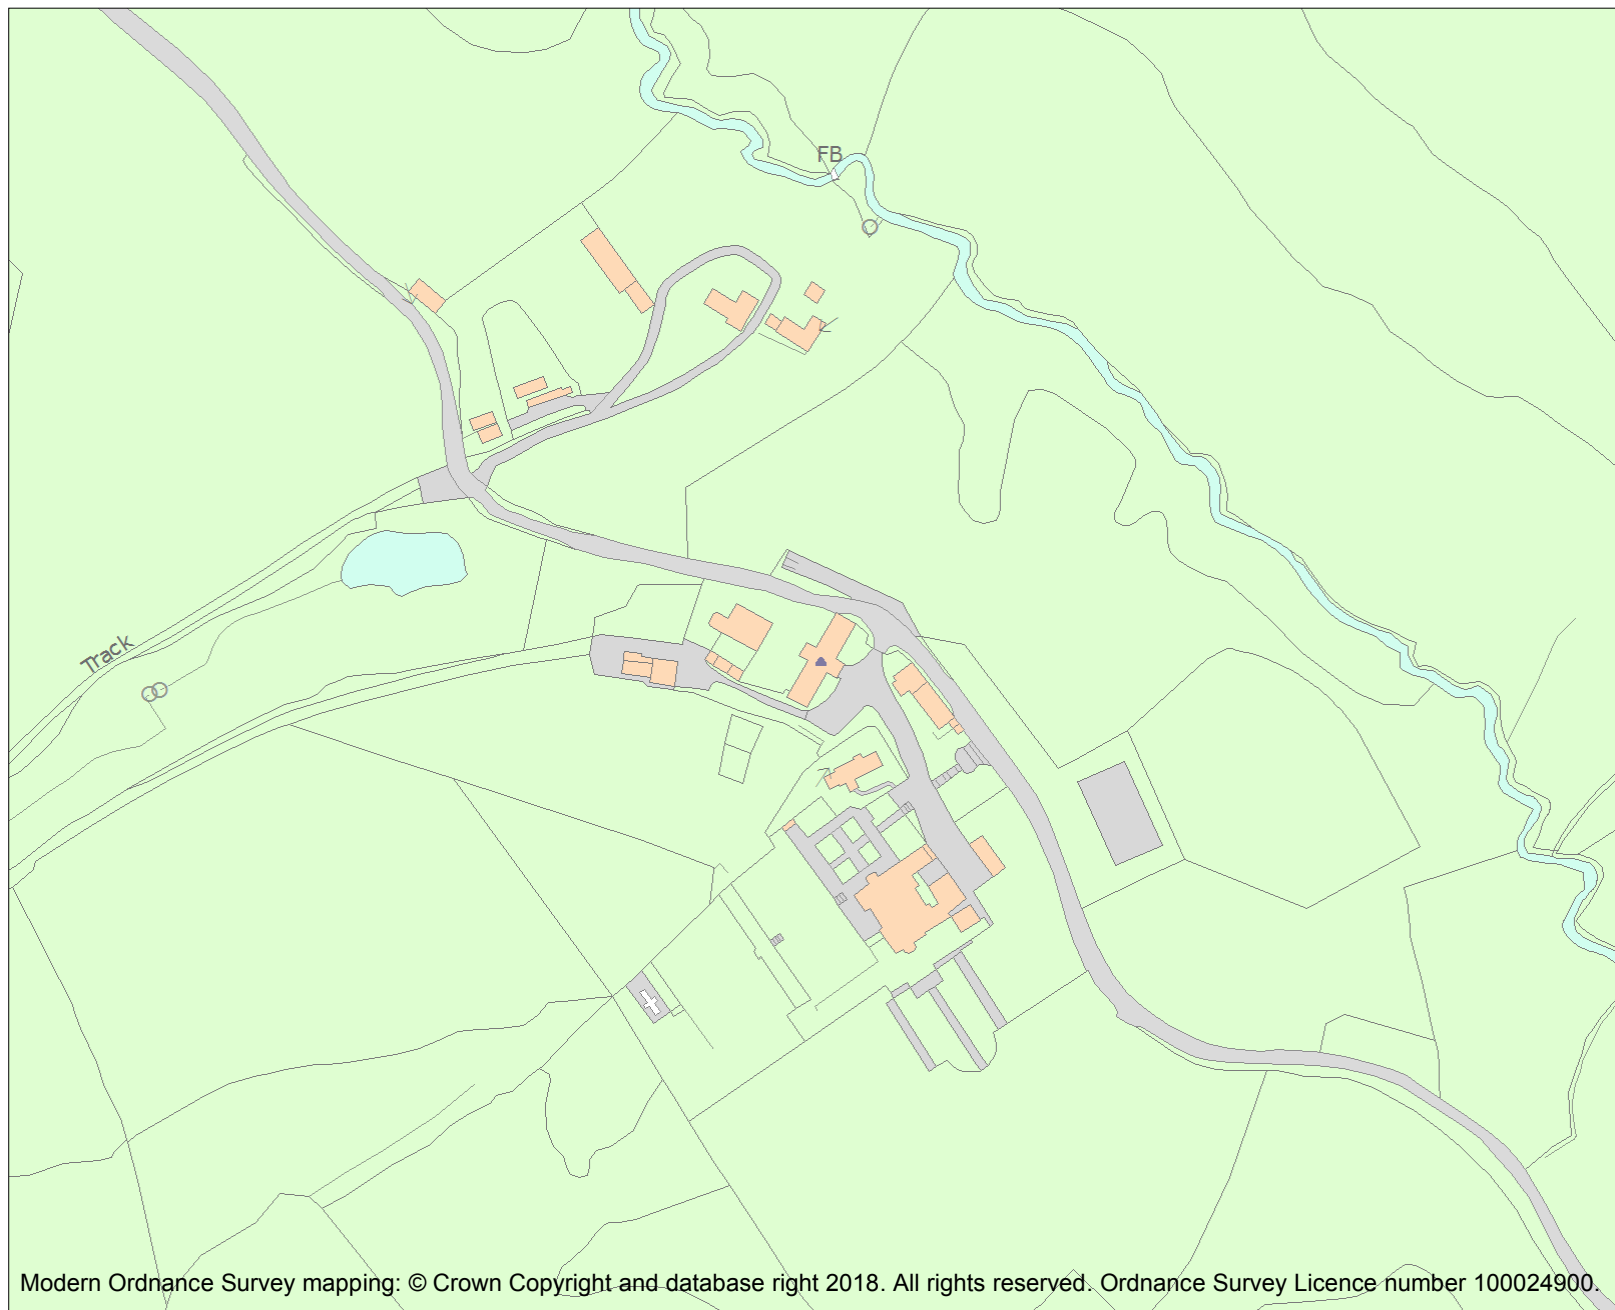 FB
Track
Modern Ordnance Survey mapping: © Crown Copyright and database right 2018. All rights reserved. Ordnance Survey Licence number 100024900.